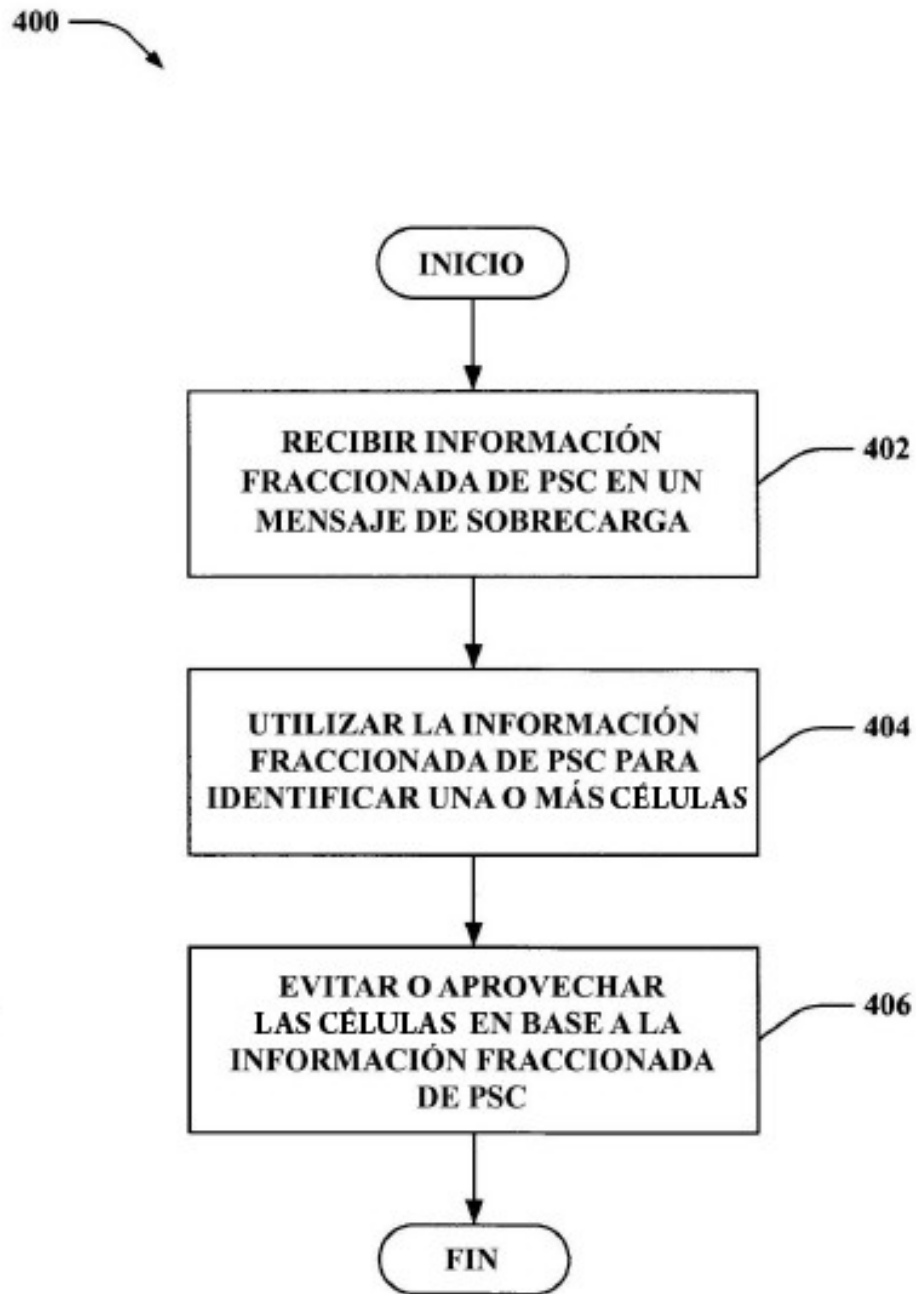 400
INICIO
RECIBIR INFORMACIÓN
FRACCIONADA DE PSC EN UN
MENSAJE DE SOBRECARGA
402
UTILIZAR LA INFORMACIÓN
FRACCIONADA DE PSC PARA
IDENTIFICAR UNA O MÁS CÉLULAS
404
EVITAR O APROVECHAR
LAS CÉLULAS EN BASE A LA
INFORMACIÓN FRACCIONADA
DE PSC
406
FIN